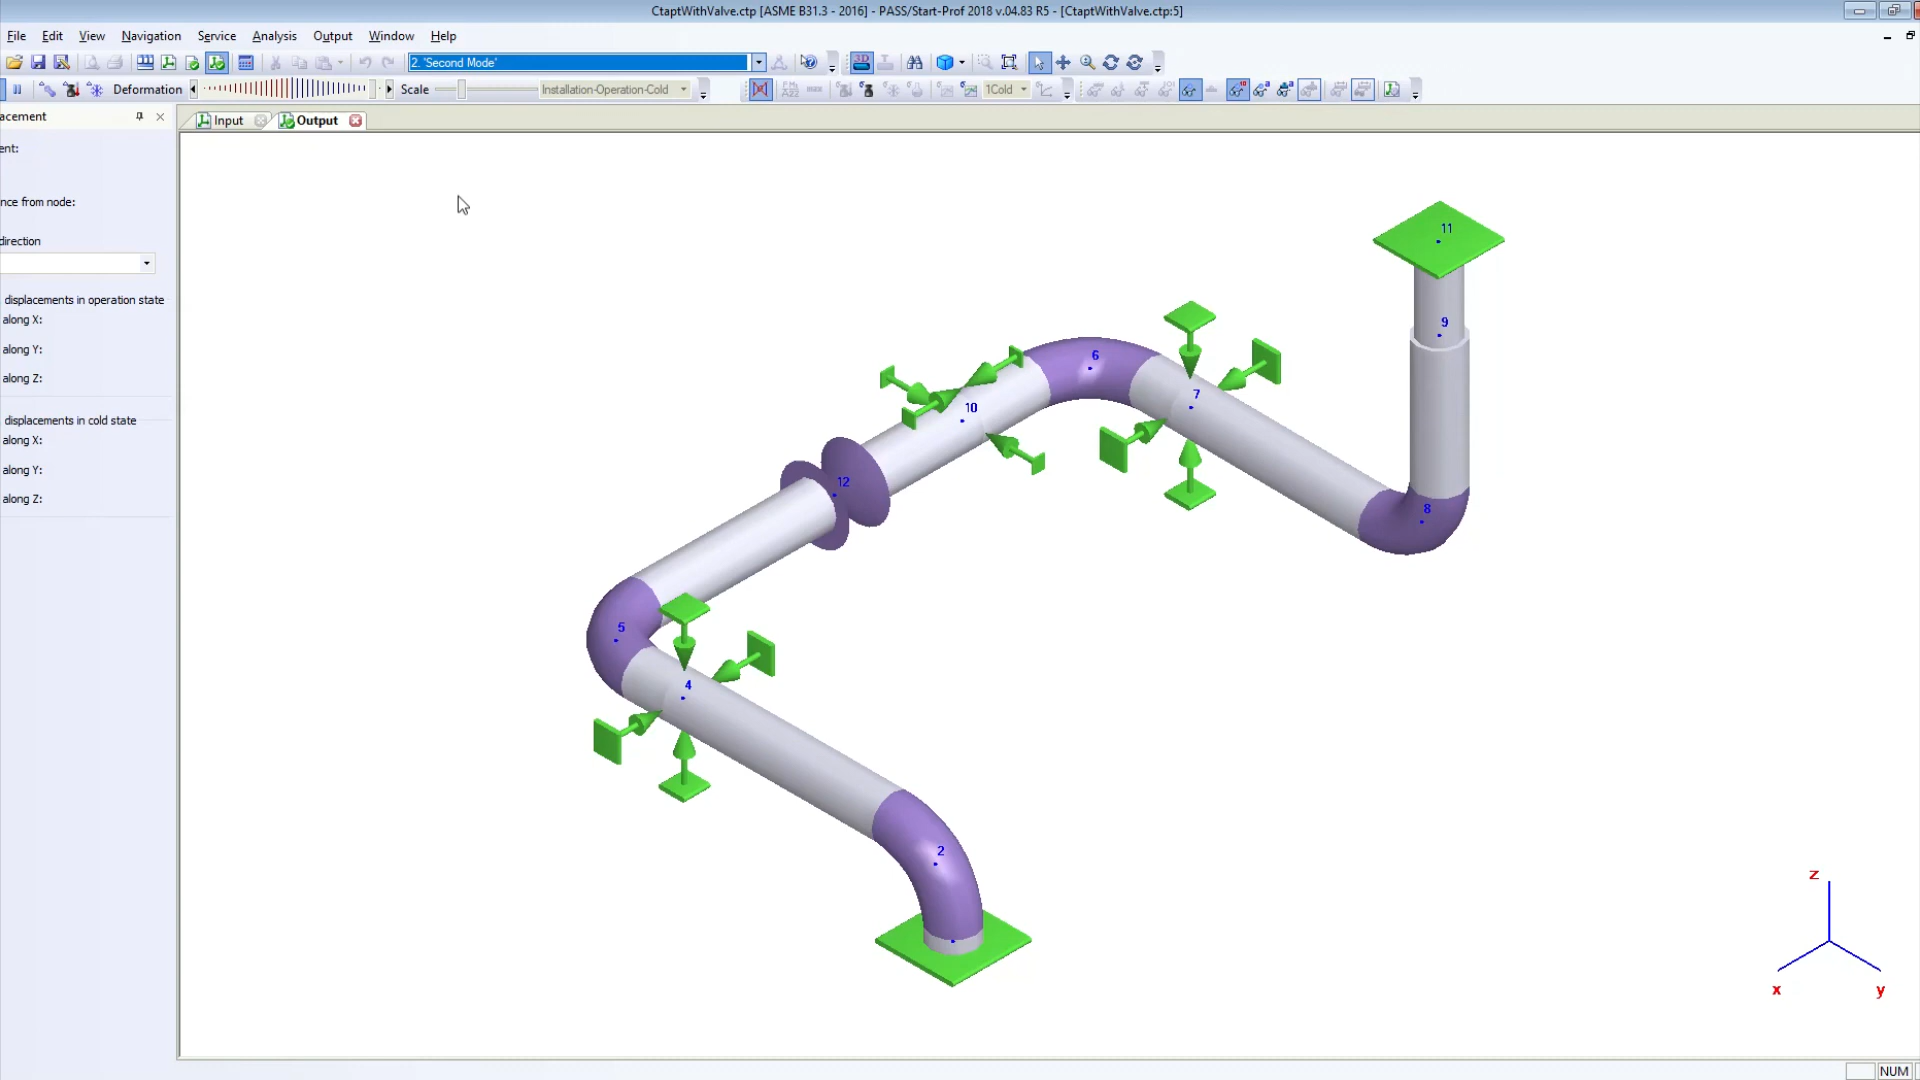 CtaptWithValve.ctp [ASME B31.3 - 2016] - PASS/Start-Prof 2018 v.04.83 R5 - [CtaptWithValve.ctp:5]
File Edit View Navigation Service Analysis Output Window Help
2. 'Second Mode'
3D
Deformation Scale Installation-Operation-Cold 1Cold
acement
Input Output
ent:
nce from node:
direction
displacements in operation state
along X:
along Y:
along Z:
displacements in cold state
along X:
along Y:
along Z:
11
9
6
7
10
12
8
5
4
2
z
x y
NUM